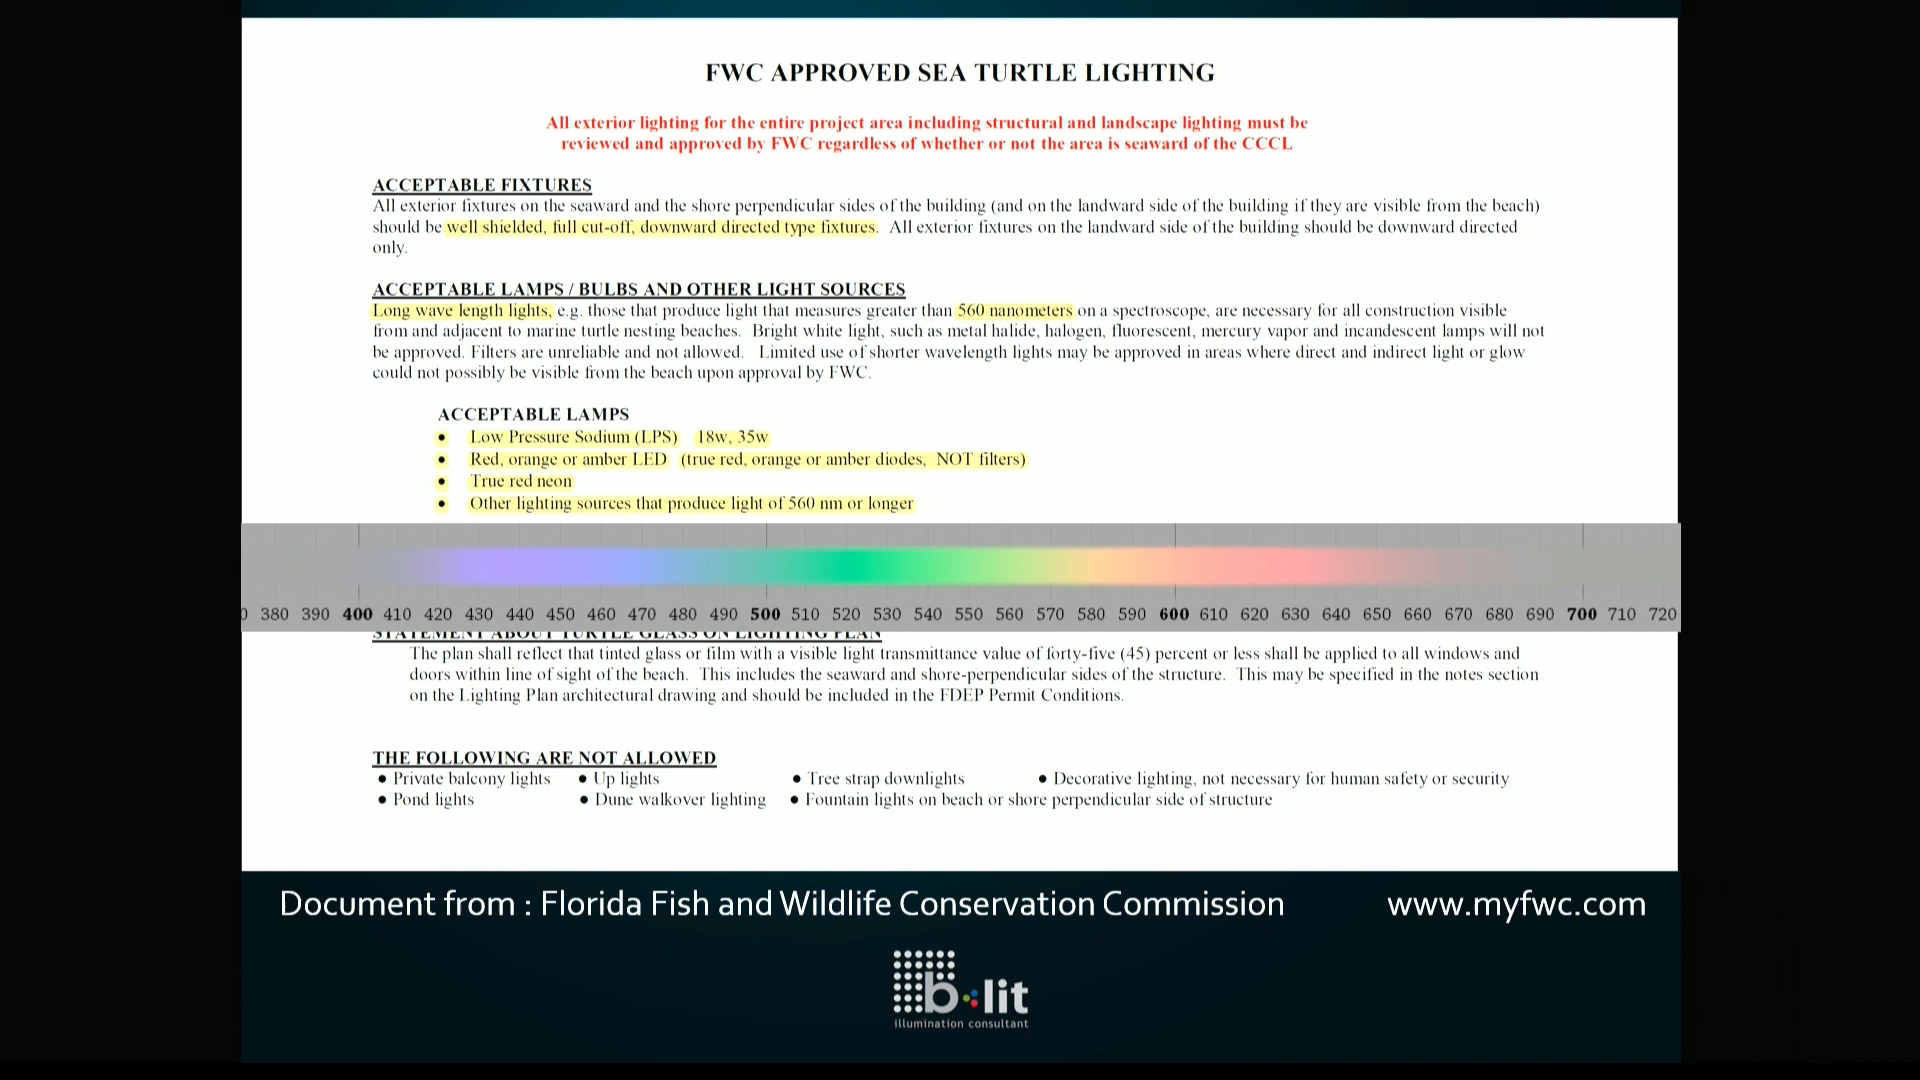 FWC APPROVED SEA TURTLE LIGHTING
All exterior lighting for the entire project area including structural and landscape lighting must be
reviewed and approved by FWC regardless of whether or not the area is seaward of the CCCL
ACCEPTABLE FIXTURES
All exterior fixtures on the seaward and the shore perpendicular sides of the building (and on the landward side of the building if they are visible from the beach)
should be well shielded, full cut-off, downward directed type fixtures. All exterior fixtures on the landward side of the building should be downward directed
only.
ACCEPTABLE LAMPS / BULBS AND OTHER LIGHT SOURCES
Long wave length lights, e.g. those that produce light that measures greater than 560 nanometers on a spectroscope, are necessary for all construction visible
from and adjacent to marine turtle nesting beaches. Bright white light, such as metal halide, halogen, fluorescent, mercury vapor and incandescent lamps will not
be approved. Filters are unreliable and not allowed. Limited use of shorter wavelength lights may be approved in areas where direct and indirect light or glow
could not possibly be visible from the beach upon approval by FWC.
ACCEPTABLE LAMPS
• Low Pressure Sodium (LPS) 18w, 35w
• Red, orange or amber LED (true red, orange or amber diodes, NOT filters)
• True red neon
• Other lighting sources that produce light of 560 nm or longer
0 380 390 400 410 420 430 440 450 460 470 480 490 500 510 520 530 540 550 560 570 580 590 600 610 620 630 640 650 660 670 680 690 700 710 720
STATEMENT ABOUT TURTLE GLASS ON LIGHTING PLAN
The plan shall reflect that tinted glass or film with a visible light transmittance value of forty-five (45) percent or less shall be applied to all windows and
doors within line of sight of the beach. This includes the seaward and shore-perpendicular sides of the structure. This may be specified in the notes section
on the Lighting Plan architectural drawing and should be included in the FDEP Permit Conditions.
THE FOLLOWING ARE NOT ALLOWED
• Private balcony lights • Up lights • Tree strap downlights • Decorative lighting, not necessary for human safety or security
• Pond lights • Dune walkover lighting • Fountain lights on beach or shore perpendicular side of structure
Document from : Florida Fish and Wildlife Conservation Commission www.myfwc.com
b lit
illumination consultant